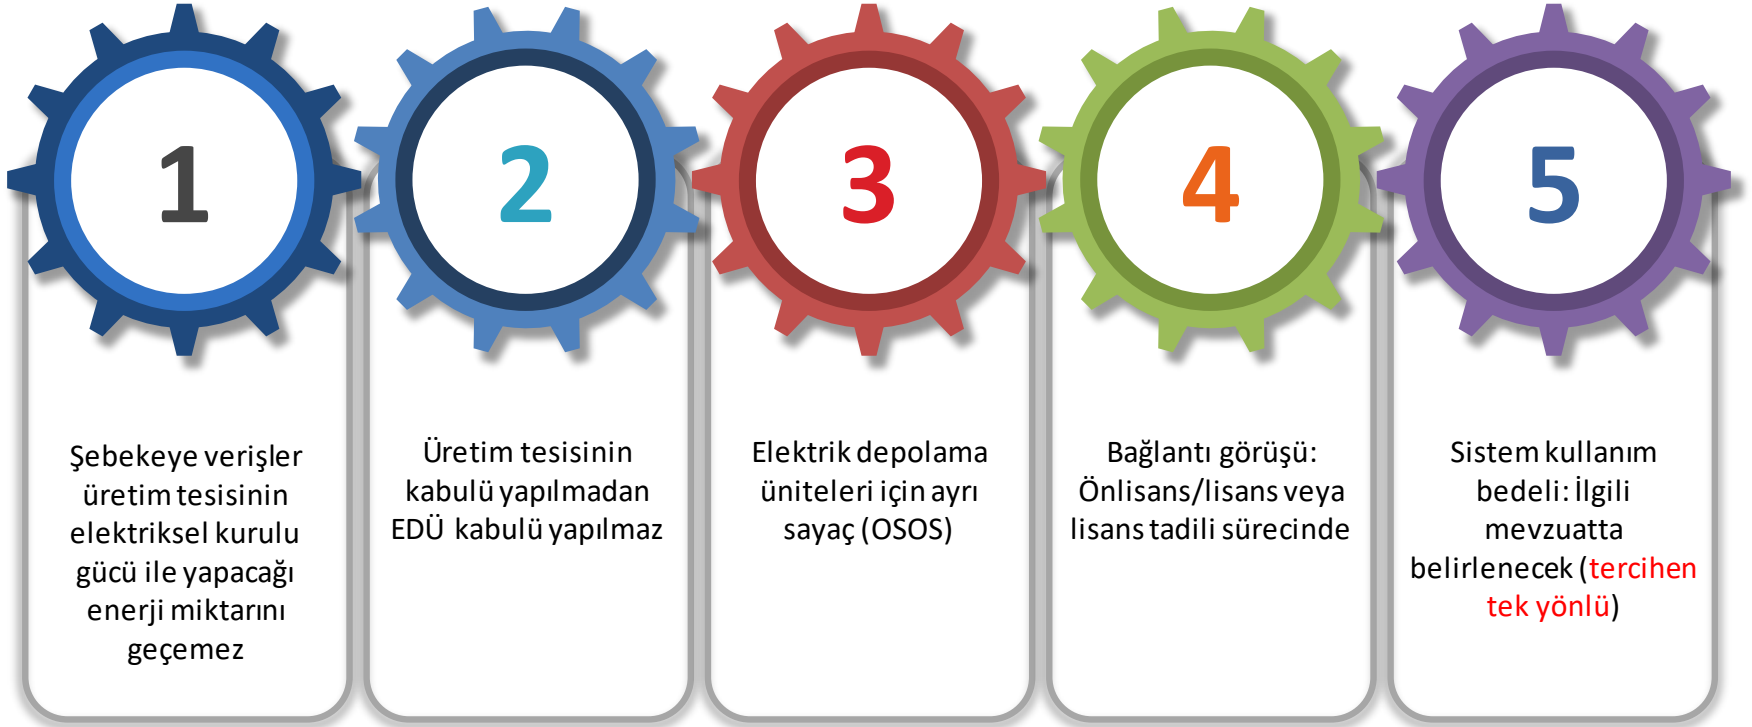 1
Şebekeye verişler
üretim tesisinin
elektriksel kurulu
gücü ile yapacağı
enerji miktarını
geçemez
2
Üretim tesisinin
kabulü yapılmadan
EDÜ kabulü yapılmaz
3
Elektrik depolama
üniteleri için ayrı
sayaç (OSOS)
4
Bağlantı görüşü:
Önlisans/lisans veya
lisans tadili sürecinde
5
Sistem kullanım
bedeli: İlgili
mevzuatta
belirlenecek (tercihen
tek yönlü)